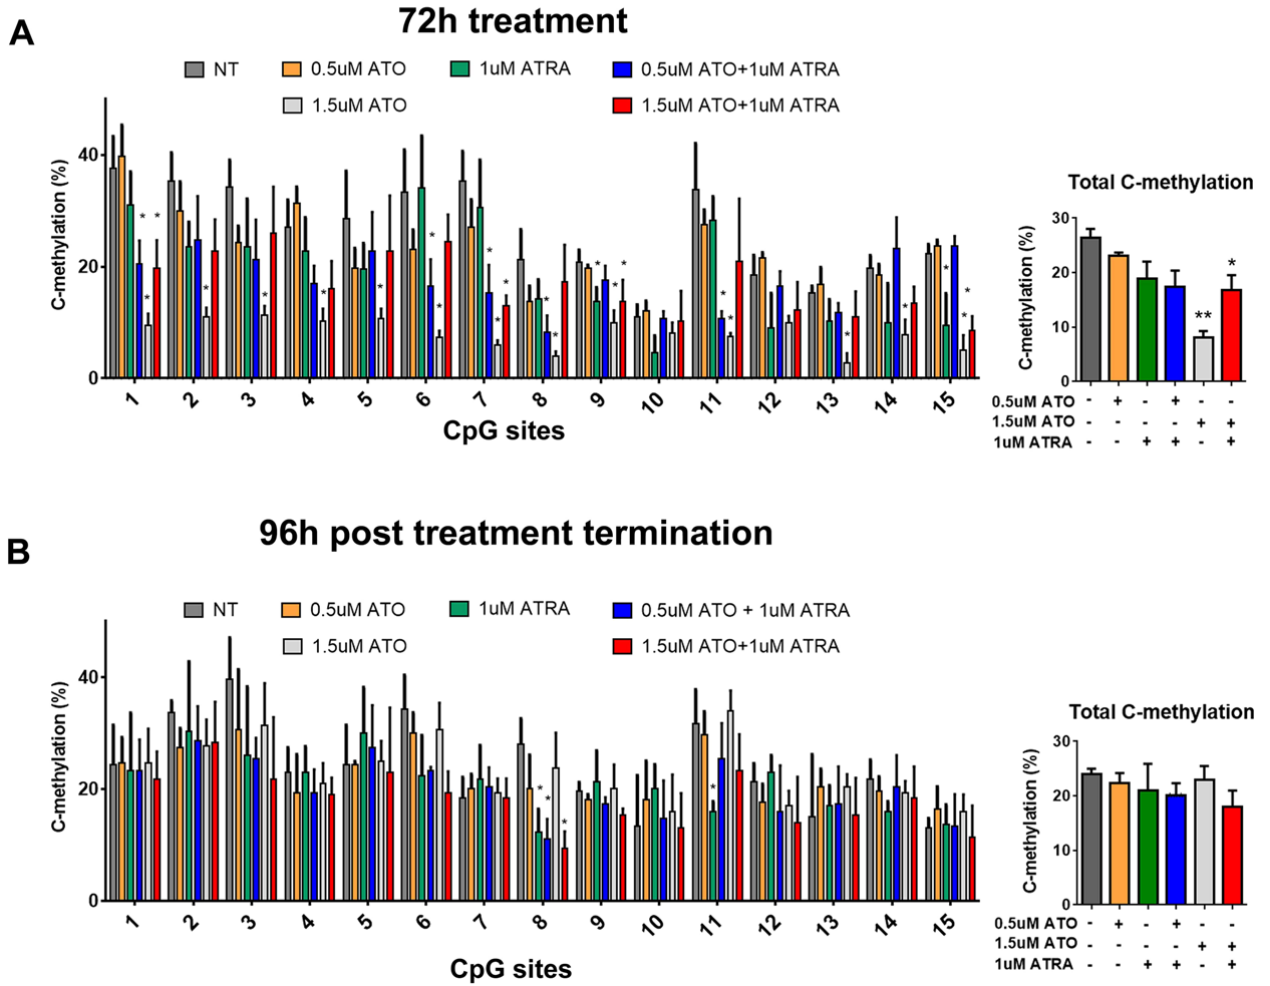 A
72h treatment
NT
0.5uM ATO
1uM ATRA
0.5uM ATO+1uM ATRA
1.5uM ATO
1.5uM ATO+1uM ATRA
C-methylation (%)
40
20
0
1 2 3 4 5 6 7 8 9 10 11 12 13 14 15
CpG sites
* * * * * * * * * * * * * * * * * * * * * * * * * *
Total C-methylation
C-methylation (%)
30
20
10
0
** *
0.5uM ATO - + - + - -
1.5uM ATO - - - - + +
1uM ATRA - - + + - +
B
96h post treatment termination
NT
0.5uM ATO
1uM ATRA
0.5uM ATO + 1uM ATRA
1.5uM ATO
1.5uM ATO+1uM ATRA
C-methylation (%)
40
20
0
* * * *
1 2 3 4 5 6 7 8 9 10 11 12 13 14 15
CpG sites
Total C-methylation
C-methylation (%)
30
20
10
0
0.5uM ATO - + - + - -
1.5uM ATO - - - - + +
1uM ATRA - - + + - +